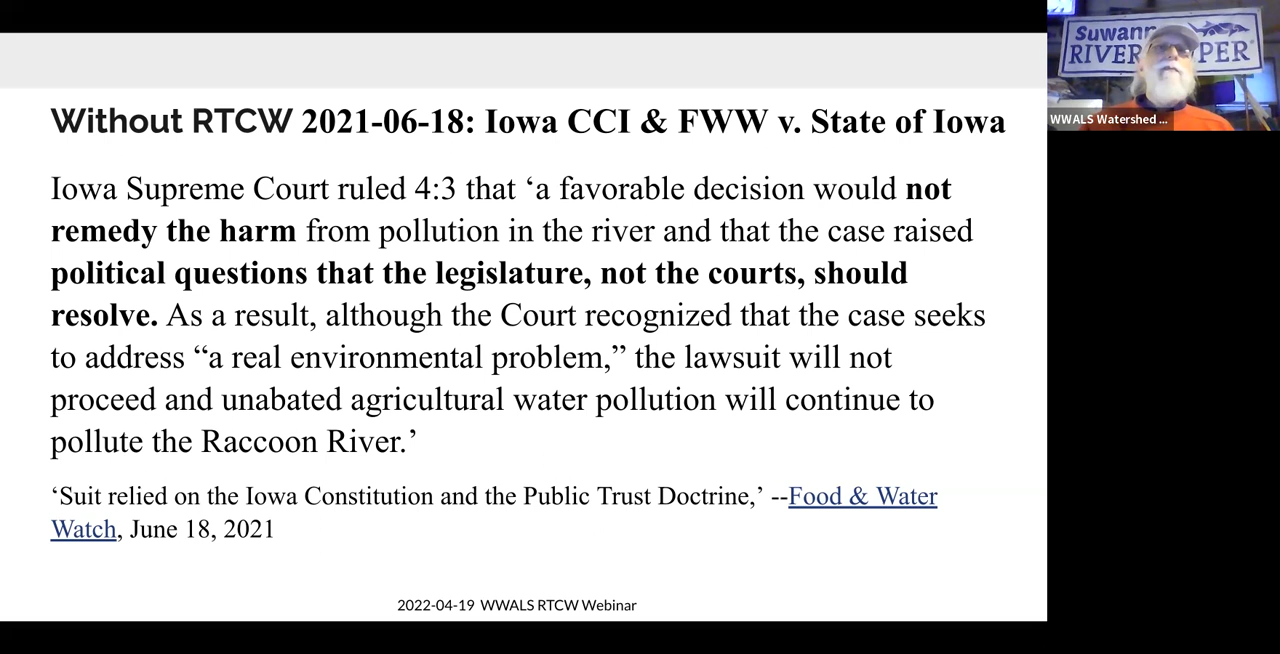 Without RTCW 2021-06-18: Iowa CCI & FWW v. State of Iowa
Iowa Supreme Court ruled 4:3 that ‘a favorable decision would not
remedy the harm from pollution in the river and that the case raised
political questions that the legislature, not the courts, should
resolve. As a result, although the Court recognized that the case seeks
to address “a real environmental problem,” the lawsuit will not
proceed and unabated agricultural water pollution will continue to
pollute the Raccoon River.’
‘Suit relied on the Iowa Constitution and the Public Trust Doctrine,’ --Food & Water
Watch, June 18, 2021
2022-04-19 WWALS RTCW Webinar
WWALS Watershed ...